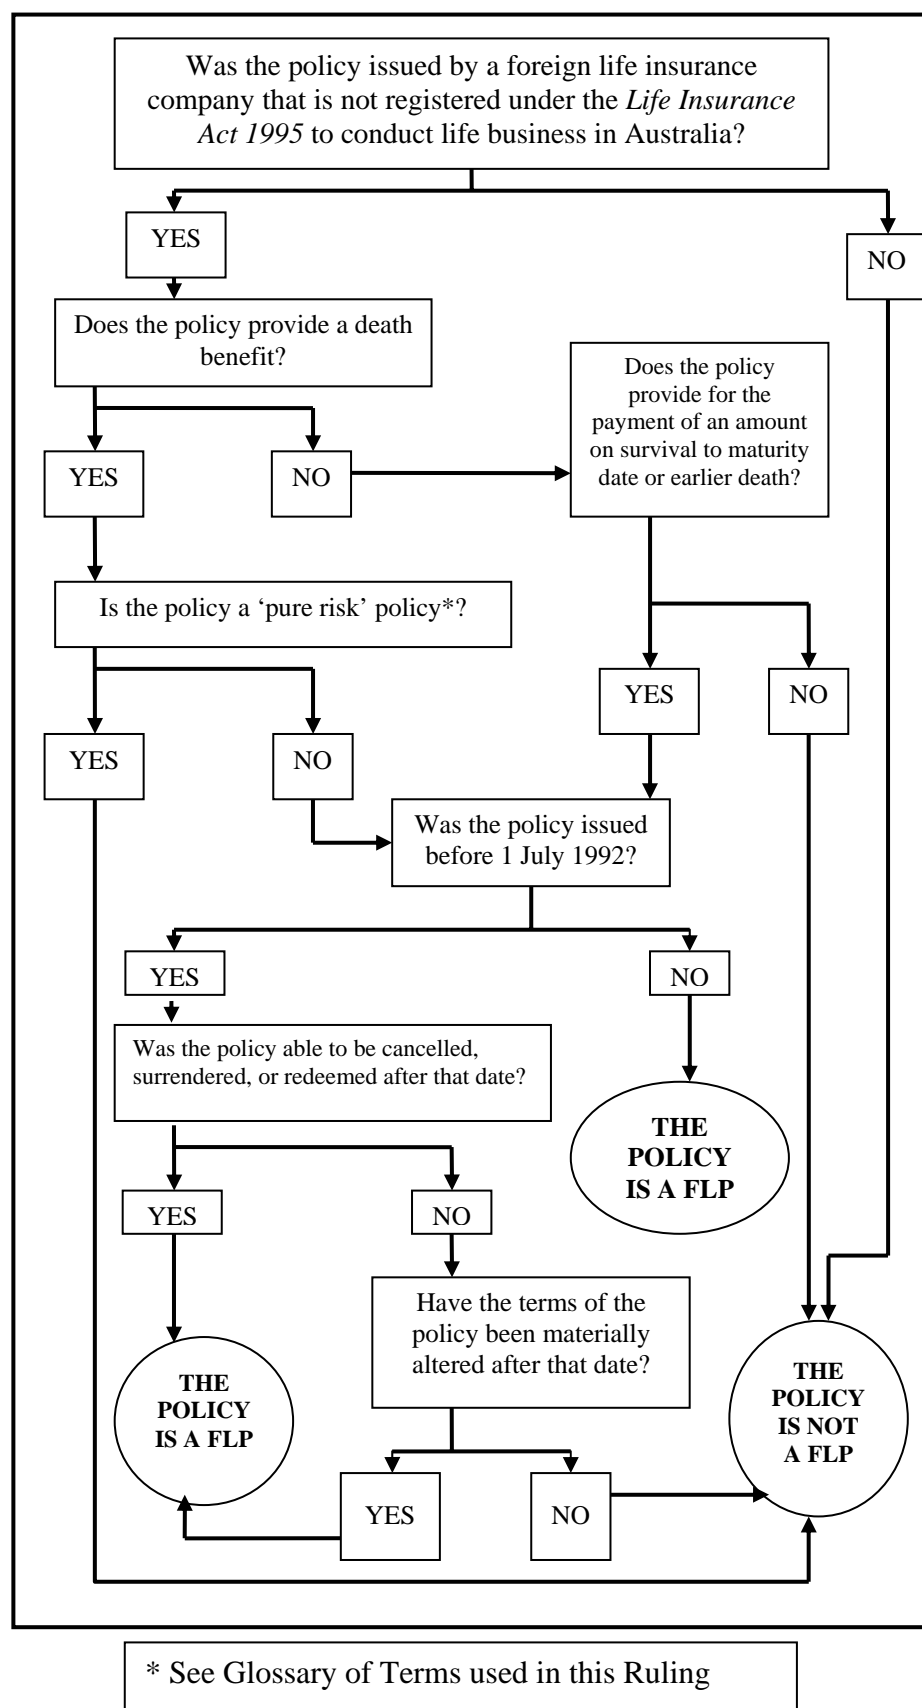 Was the policy issued by a foreign life insurance
company that is not registered under the Life Insurance
Act 1995 to conduct life business in Australia?
YES
NO
Does the policy provide a death
benefit?
Does the policy
provide for the
payment of an amount
on survival to maturity
date or earlier death?
YES
NO
Is the policy a ‘pure risk’ policy*?
YES
NO
YES
NO
Was the policy issued
before 1 July 1992?
YES
NO
Was the policy able to be cancelled,
surrendered, or redeemed after that date?
THE
POLICY
IS A FLP
YES
NO
Have the terms of the
policy been materially
altered after that date?
THE
POLICY
IS A FLP
THE
POLICY
IS NOT
A FLP
YES
NO
* See Glossary of Terms used in this Ruling